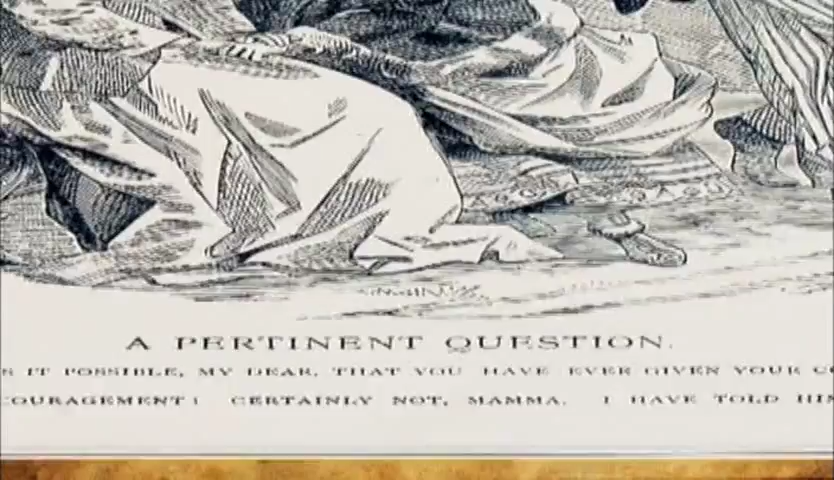 A PERTINENT QUESTION.
S IT POSSIBLE, MY DEAR, THAT YOU HAVE EVER GIVEN YOUR CO
COURAGEMENT! CERTAINLY NOT, MAMMA. I HAVE TOLD HIM